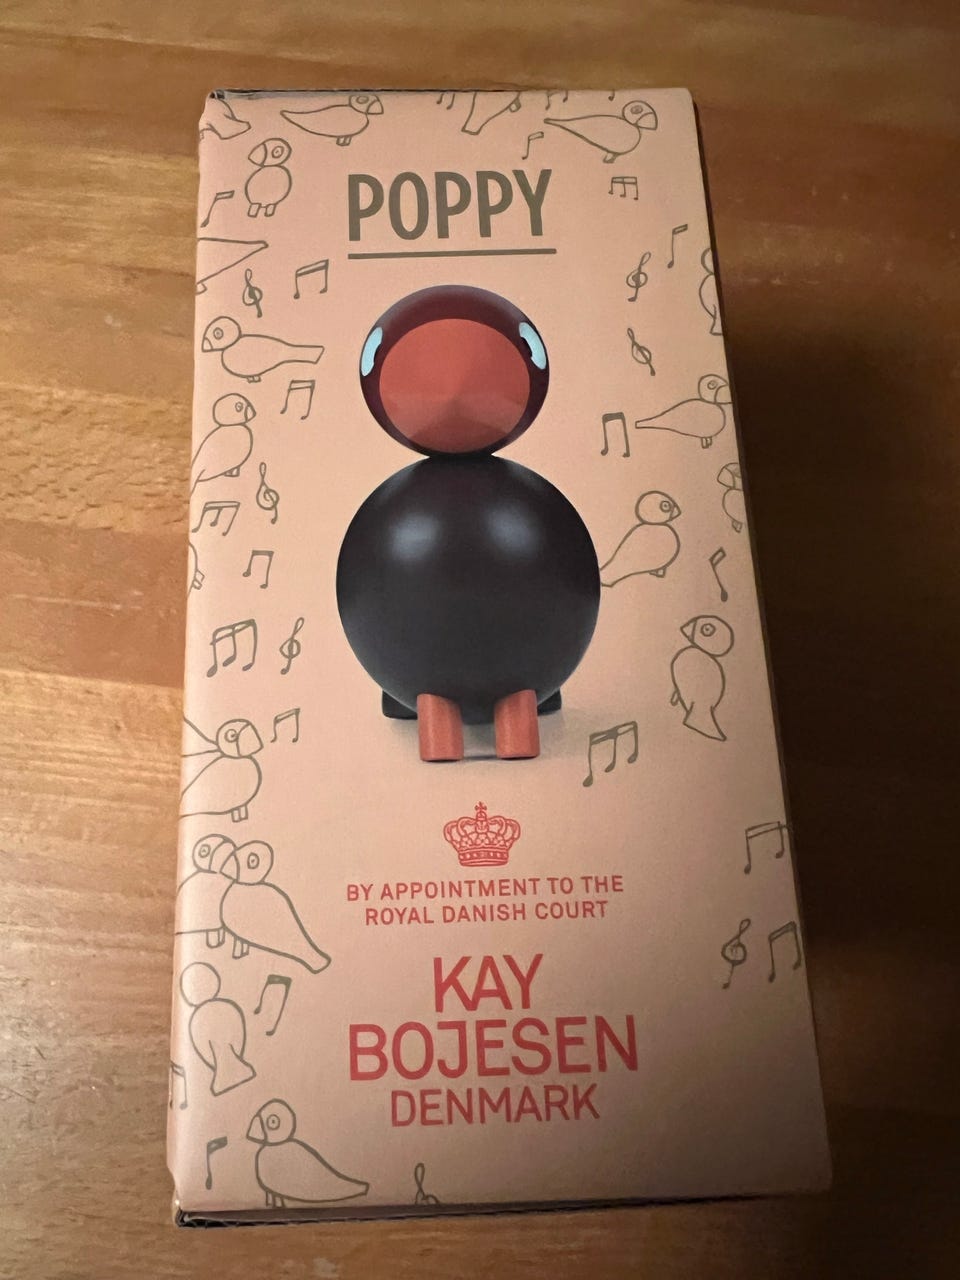 POPPY
BY APPOINTMENT TO THE
ROYAL DANISH COURT
KAY
BOJESEN
DENMARK